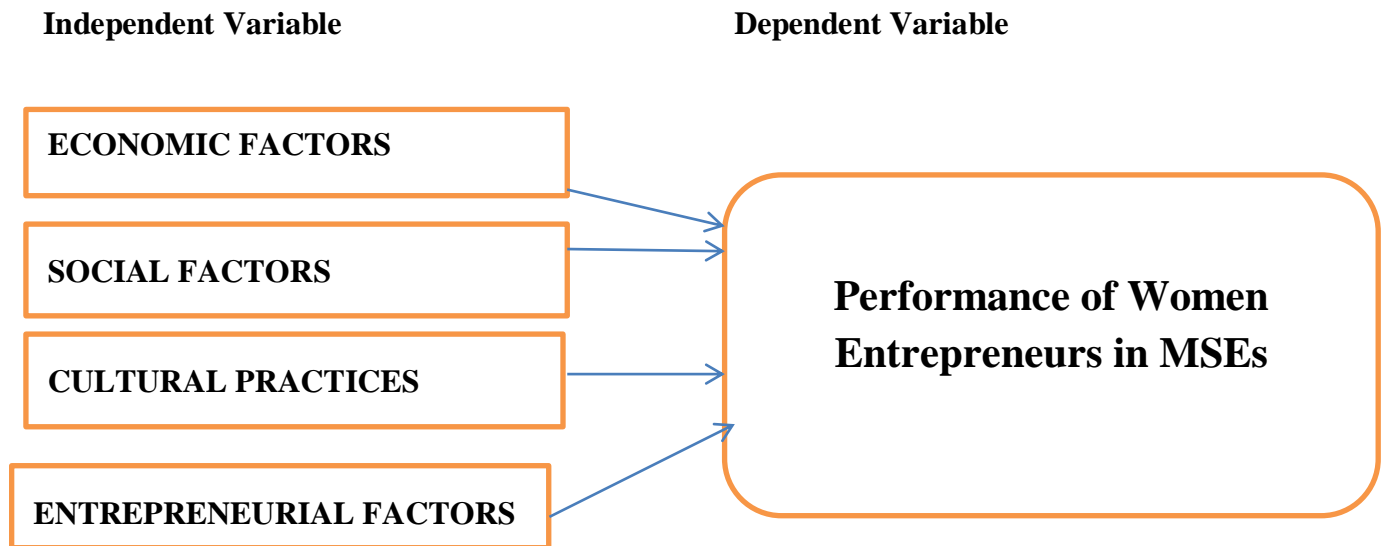 Independent Variable
Dependent Variable
ECONOMIC FACTORS
SOCIAL FACTORS
CULTURAL PRACTICES
ENTREPRENEURIAL FACTORS
Performance of Women
Entrepreneurs in MSEs